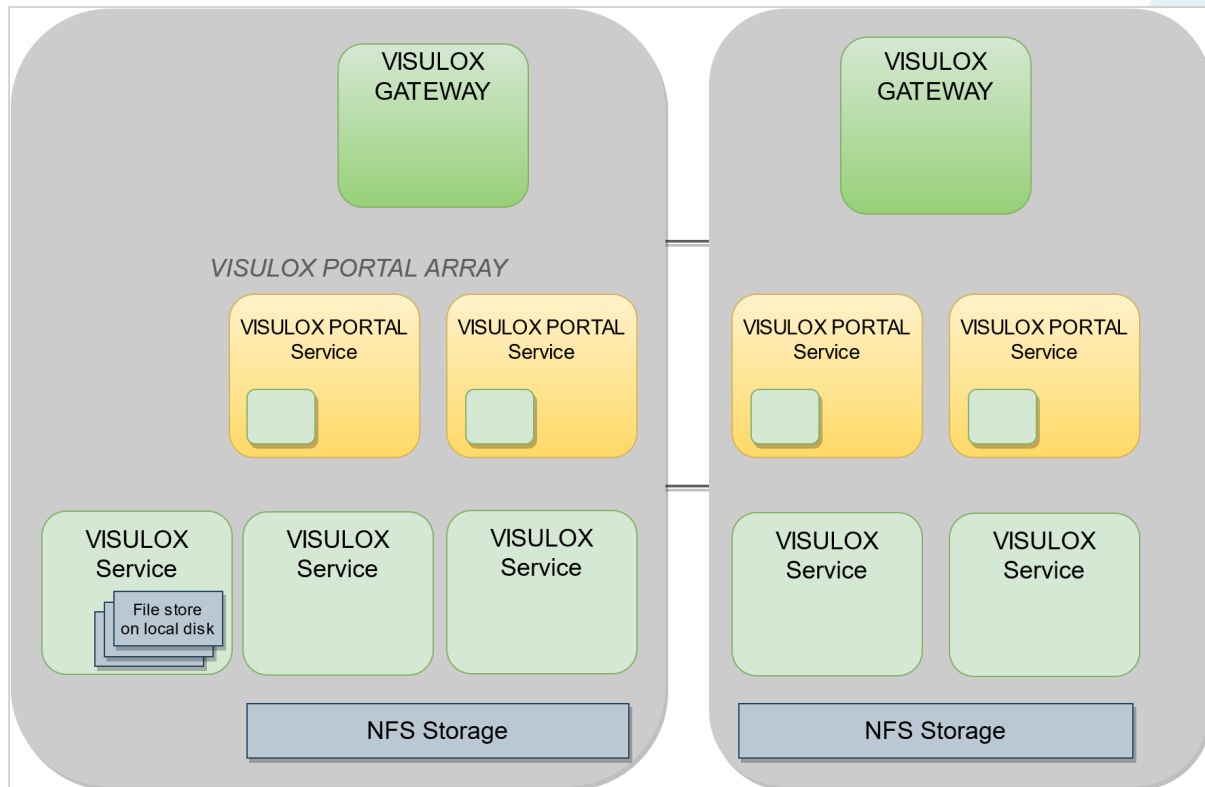 VISULOX
GATEWAY
VISULOX
GATEWAY
VISULOX PORTAL ARRAY
VISULOX PORTAL
Service
VISULOX PORTAL
Service
VISULOX PORTAL
Service
VISULOX PORTAL
Service
VISULOX
Service
File store
on local disk
VISULOX
Service
VISULOX
Service
VISULOX
Service
VISULOX
Service
NFS Storage
NFS Storage